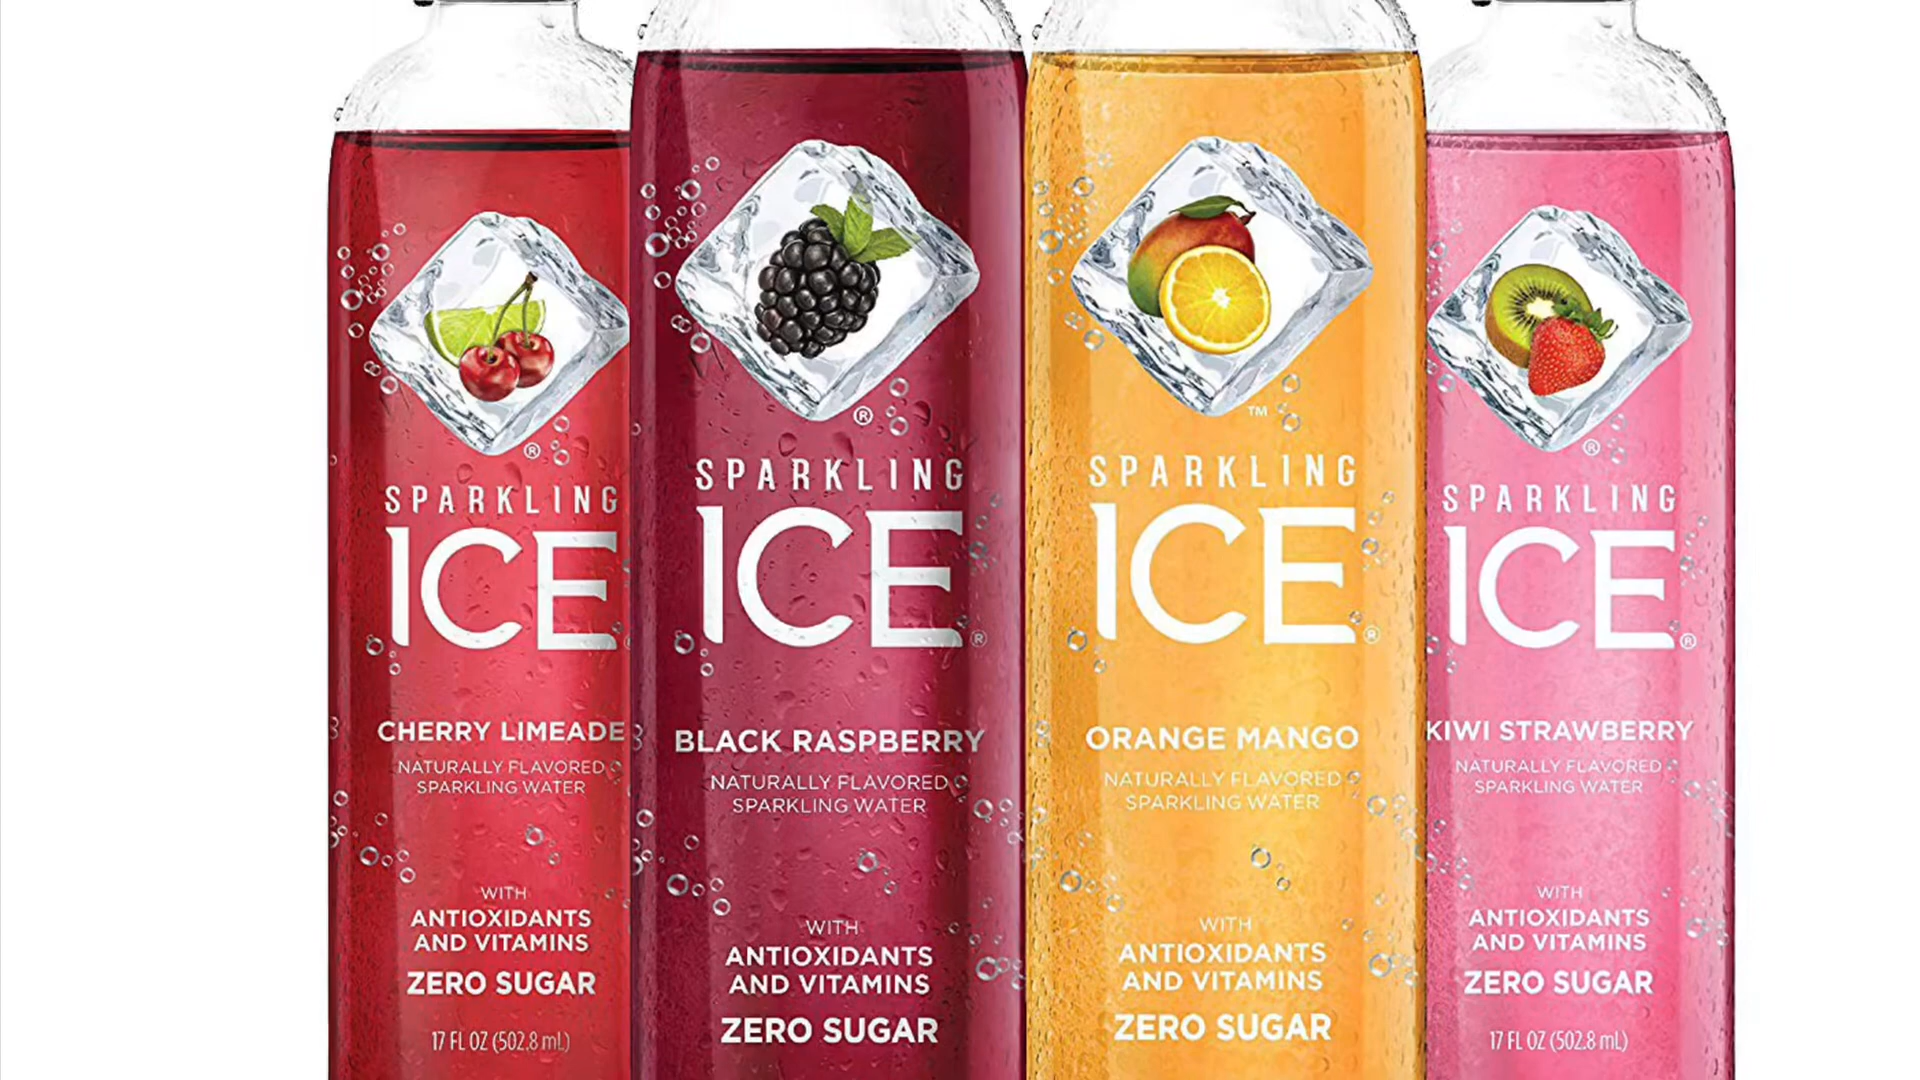 ®
SPARKLING
ICE
CHERRY LIMEADE
NATURALLY FLAVORED
SPARKLING WATER
WITH
ANTIOXIDANTS
AND VITAMINS
ZERO SUGAR
17 FL OZ (502.8 mL)
®
SPARKLING
ICE®
BLACK RASPBERRY
NATURALLY FLAVORED
SPARKLING WATER
WITH
ANTIOXIDANTS
AND VITAMINS
ZERO SUGAR
™
SPARKLING
ICE®
ORANGE MANGO
NATURALLY FLAVORED
SPARKLING WATER
WITH
ANTIOXIDANTS
AND VITAMINS
ZERO SUGAR
®
SPARKLING
ICE®
KIWI STRAWBERRY
NATURALLY FLAVORED
SPARKLING WATER
WITH
ANTIOXIDANTS
AND VITAMINS
ZERO SUGAR
17 FL OZ (502.8 mL)